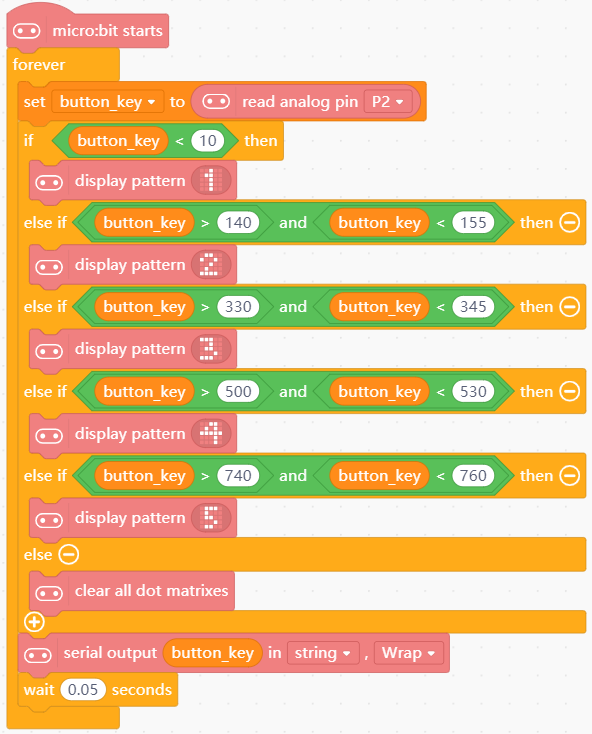 micro:bit starts
forever
set button_key to read analog pin P2
if button_key < 10 then
display pattern
else if button_key > 140 and button_key < 155 then
display pattern
else if button_key > 330 and button_key < 345 then
display pattern
else if button_key > 500 and button_key < 530 then
display pattern
else if button_key > 740 and button_key < 760 then
display pattern
else
clear all dot matrixes
serial output button_key in string , Wrap
wait 0.05 seconds